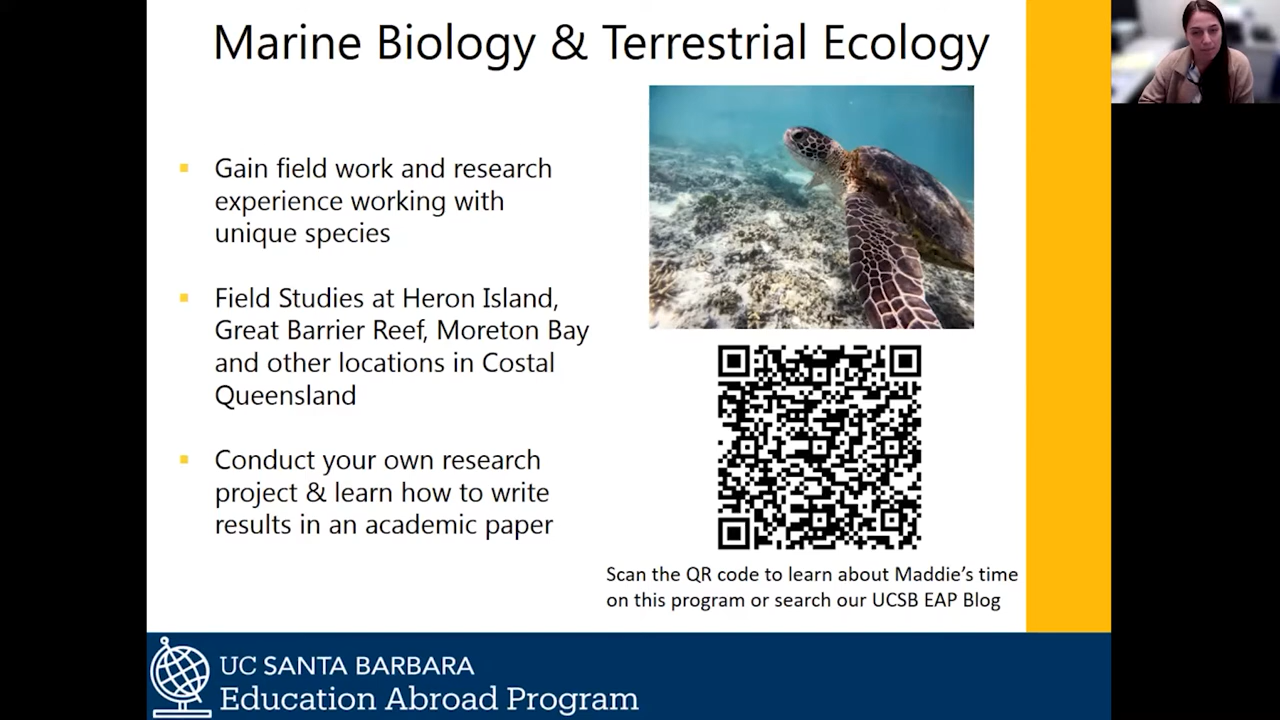 Marine Biology & Terrestrial Ecology
Gain field work and research
experience working with
unique species
Field Studies at Heron Island,
Great Barrier Reef, Moreton Bay
and other locations in Costal
Queensland
Conduct your own research
project & learn how to write
results in an academic paper
Scan the QR code to learn about Maddie's time
on this program or search our UCSB EAP Blog
UC SANTA BARBARA
Education Abroad Program